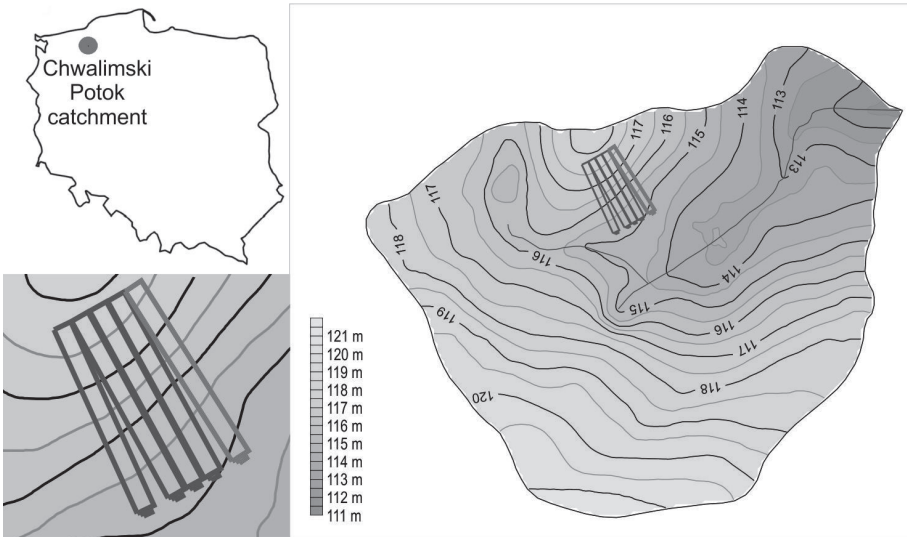 Chwalimski
Potok
catchment
117
116
115
114
113
113
117
118
116
119
120
115
114
116
117
118
121 m
120 m
119 m
118 m
117 m
116 m
115 m
114 m
113 m
112 m
111 m